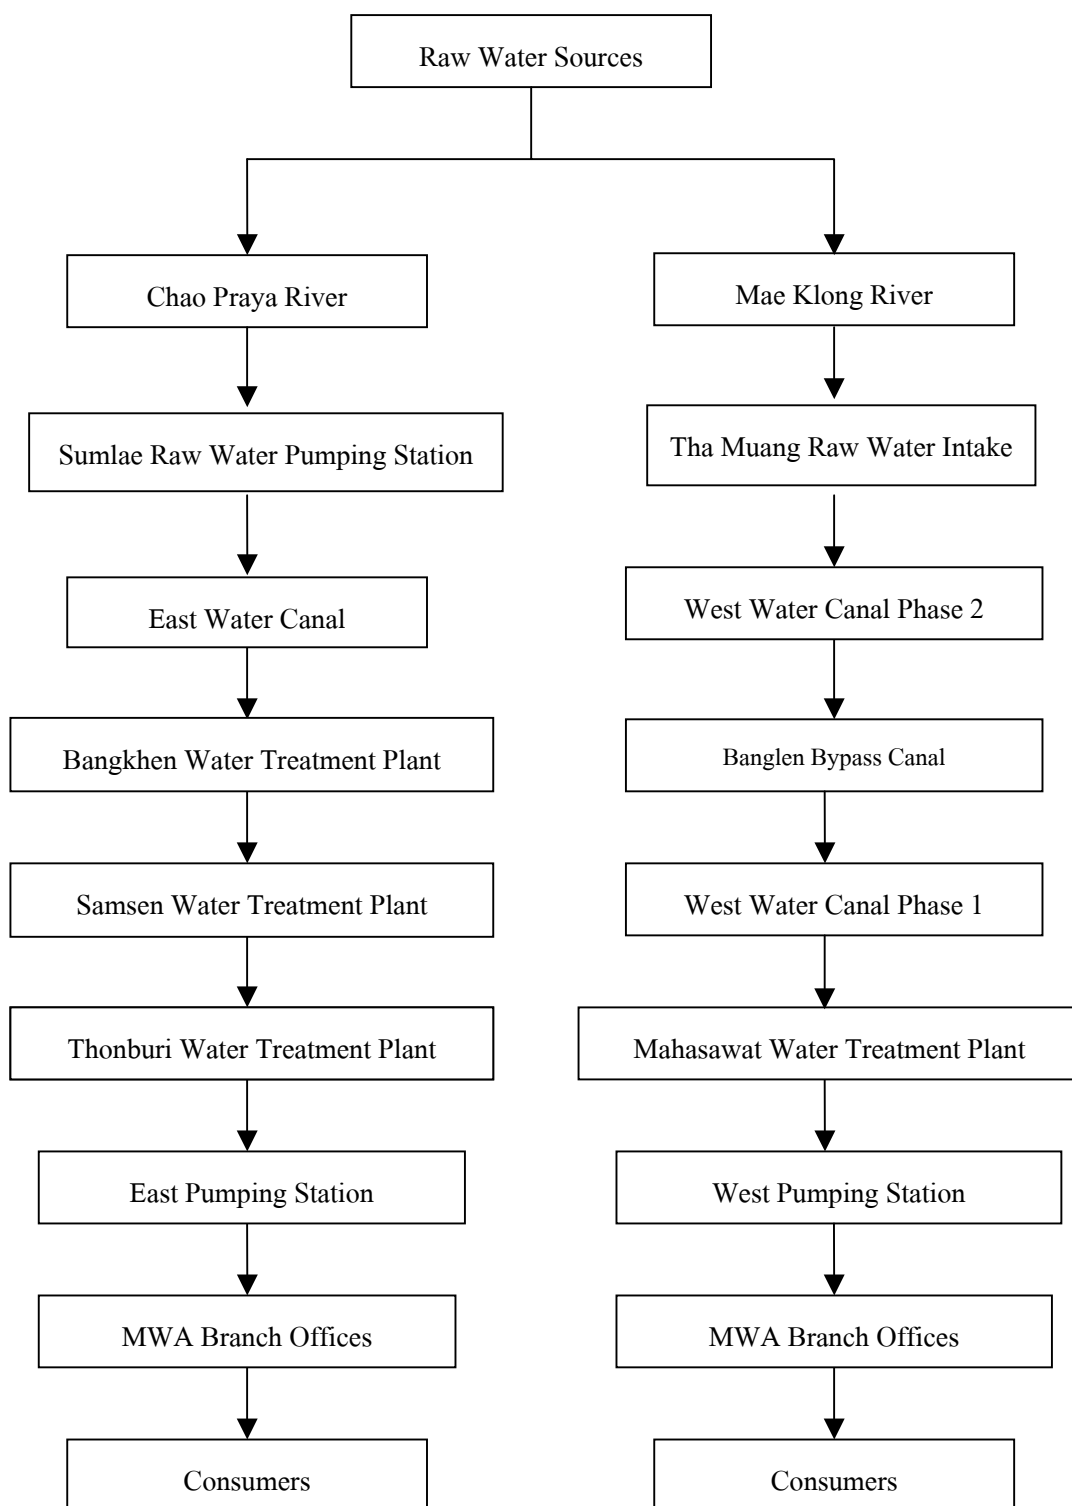 Raw Water Sources
Chao Praya River
Sumlae Raw Water Pumping Station
East Water Canal
Bangkhen Water Treatment Plant
Samsen Water Treatment Plant
Thonburi Water Treatment Plant
East Pumping Station
MWA Branch Offices
Consumers
Mae Klong River
Tha Muang Raw Water Intake
West Water Canal Phase 2
Banglen Bypass Canal
West Water Canal Phase 1
Mahasawat Water Treatment Plant
West Pumping Station
MWA Branch Offices
Consumers